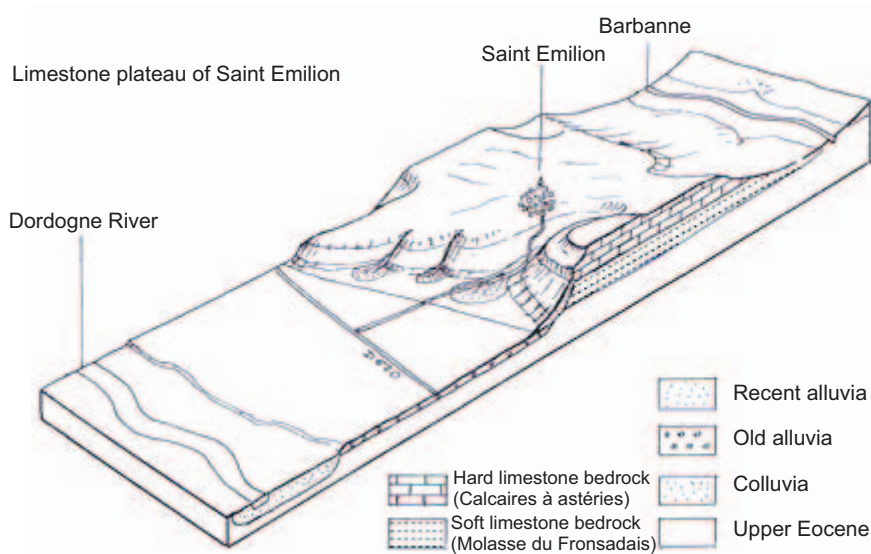 Barbanne
Saint Emilion
Limestone plateau of Saint Emilion
Dordogne River
D670
Recent alluvia
Old alluvia
Hard limestone bedrock
(Calcaires à astéries)
Colluvia
Soft limestone bedrock
(Molasse du Fronsadais)
Upper Eocene